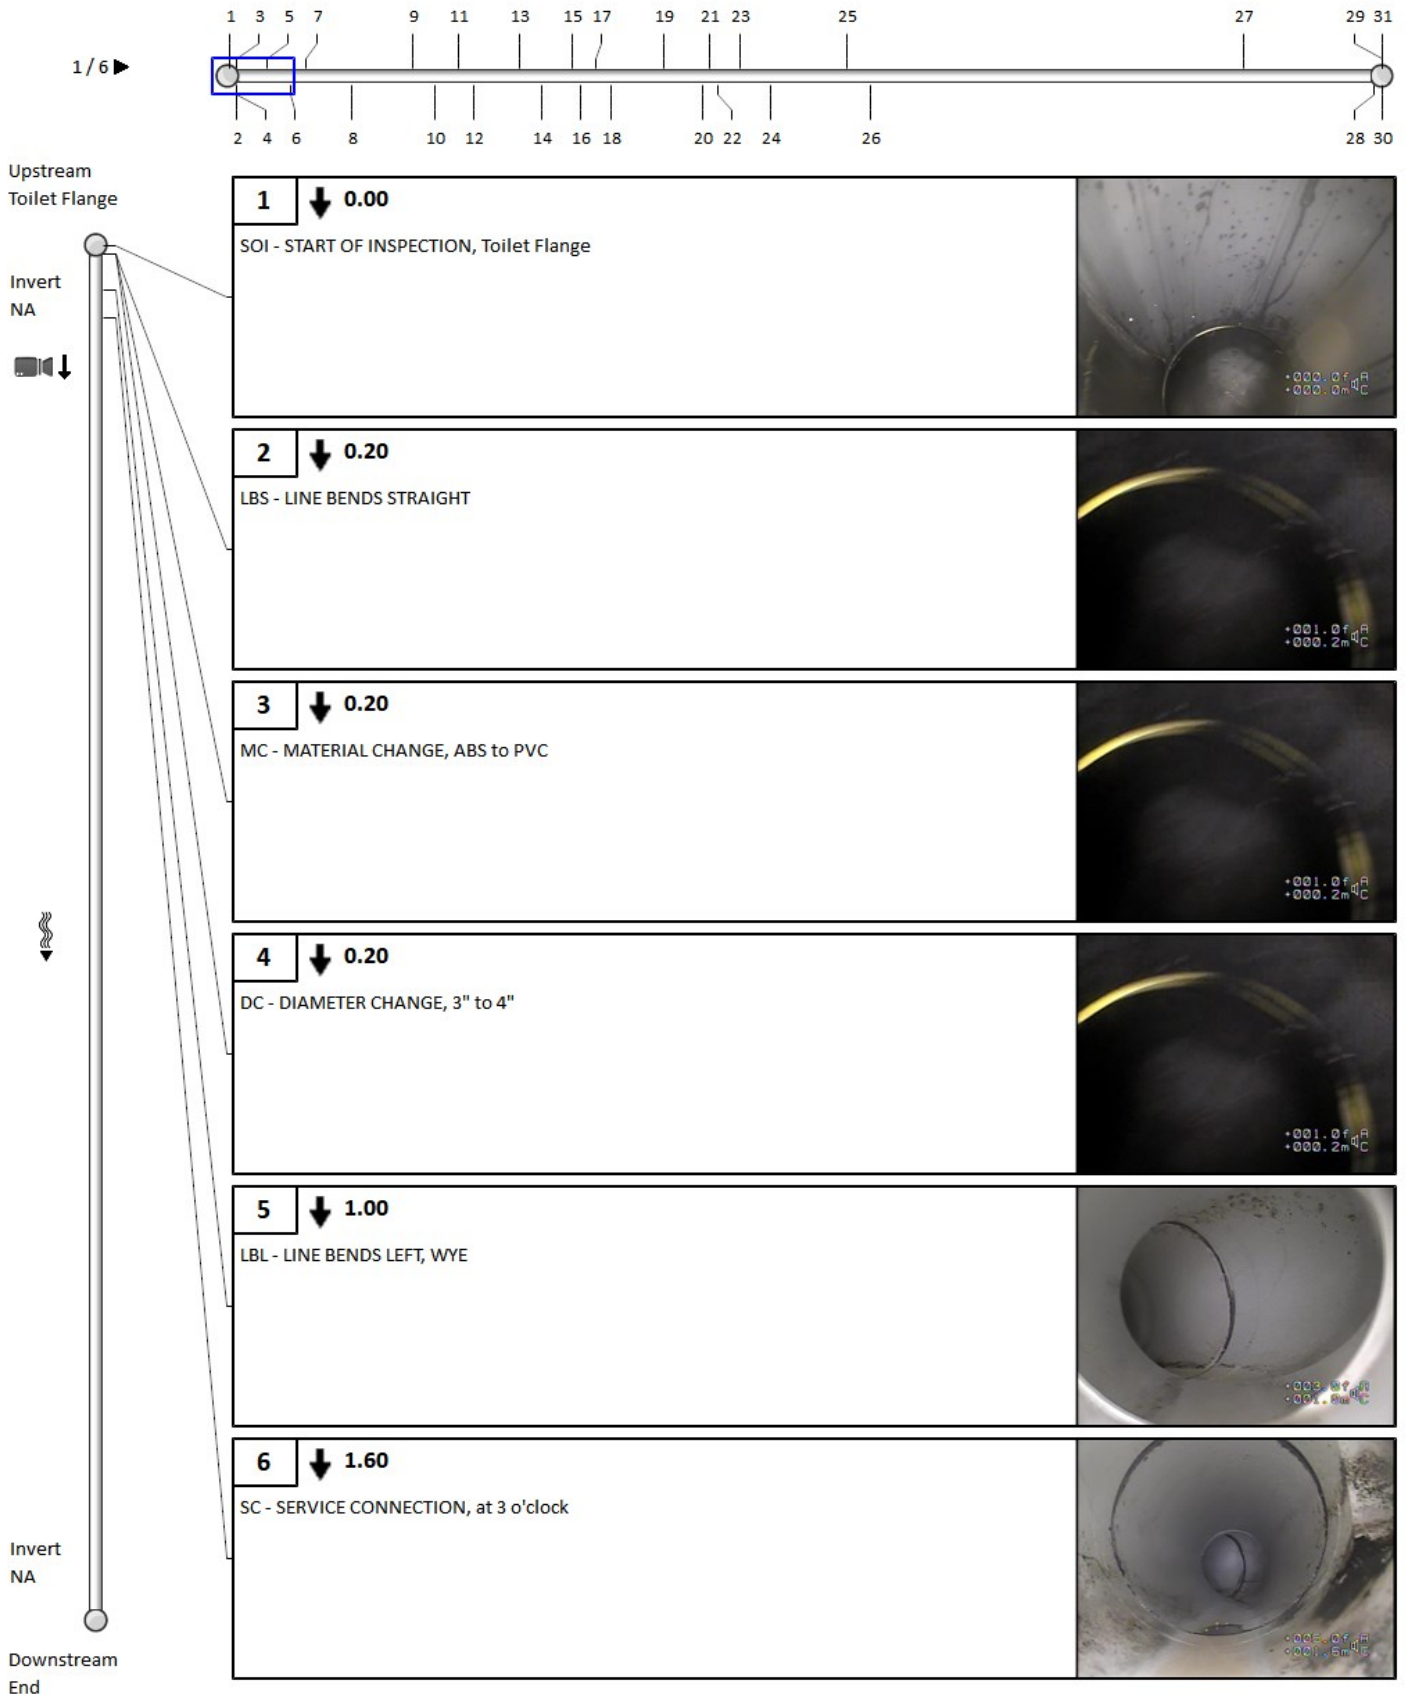 1 3 5 7 9 11 13 15 17 19 21 23 25 27 29 31
1 / 6
2 4 6 8 10 12 14 16 18 20 22 24 26 28 30
Upstream
Toilet Flange
Invert
NA
1 0.00
SOI - START OF INSPECTION, Toilet Flange
+000.0f A
+000.0m C
2 0.20
LBS - LINE BENDS STRAIGHT
+001.0f A
+000.2m C
3 0.20
MC - MATERIAL CHANGE, ABS to PVC
+001.0f A
+000.2m C
4 0.20
DC - DIAMETER CHANGE, 3" to 4"
+001.0f A
+000.2m C
5 1.00
LBL - LINE BENDS LEFT, WYE
6 1.60
SC - SERVICE CONNECTION, at 3 o'clock
Invert
NA
Downstream
End